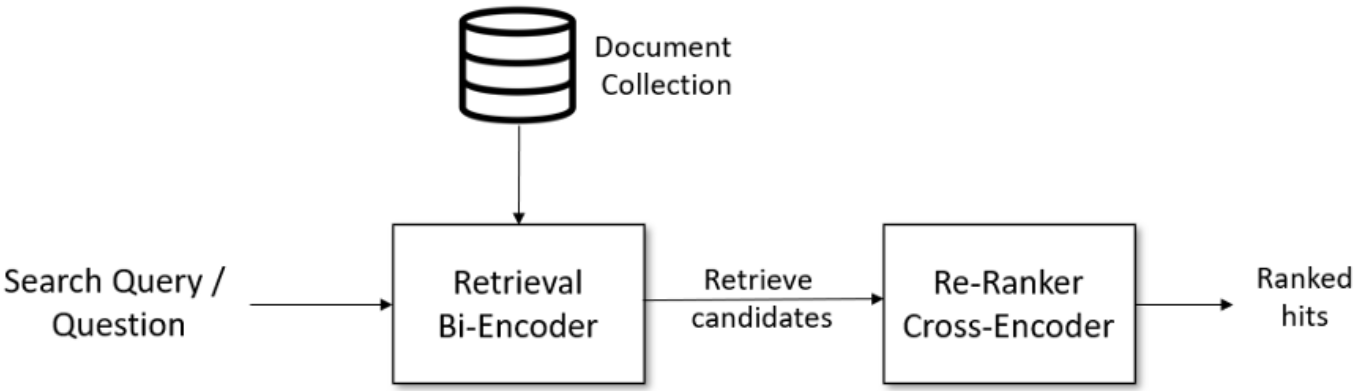 Document
Collection
Search Query /
Question
Retrieval
Bi-Encoder
Retrieve
candidates
Re-Ranker
Cross-Encoder
Ranked
hits